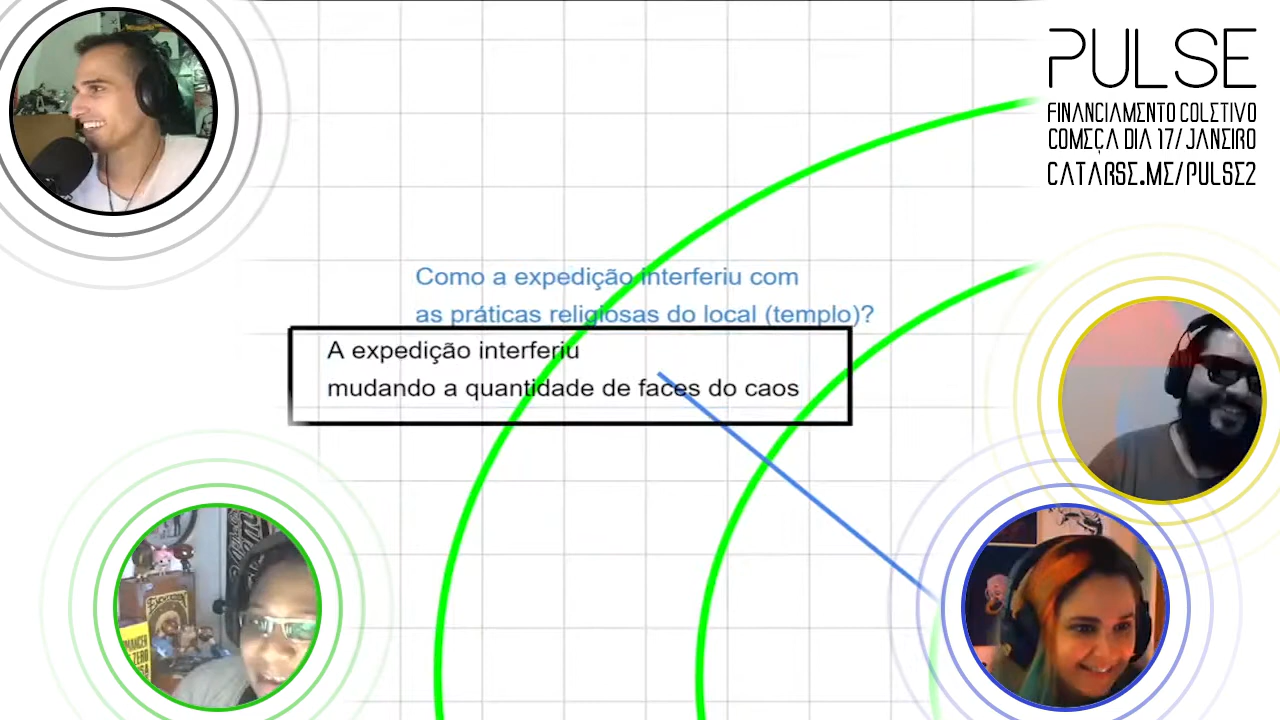 PULSE
FINANCIAMENTO COLETIVO
COMEÇA DIA 17/ JANEIRO
CATARSE.ME/PULSE2
Como a expedição interferiu com
as práticas religiosas do local (templo)?
A expedição interferiu
mudando a quantidade de faces do caos